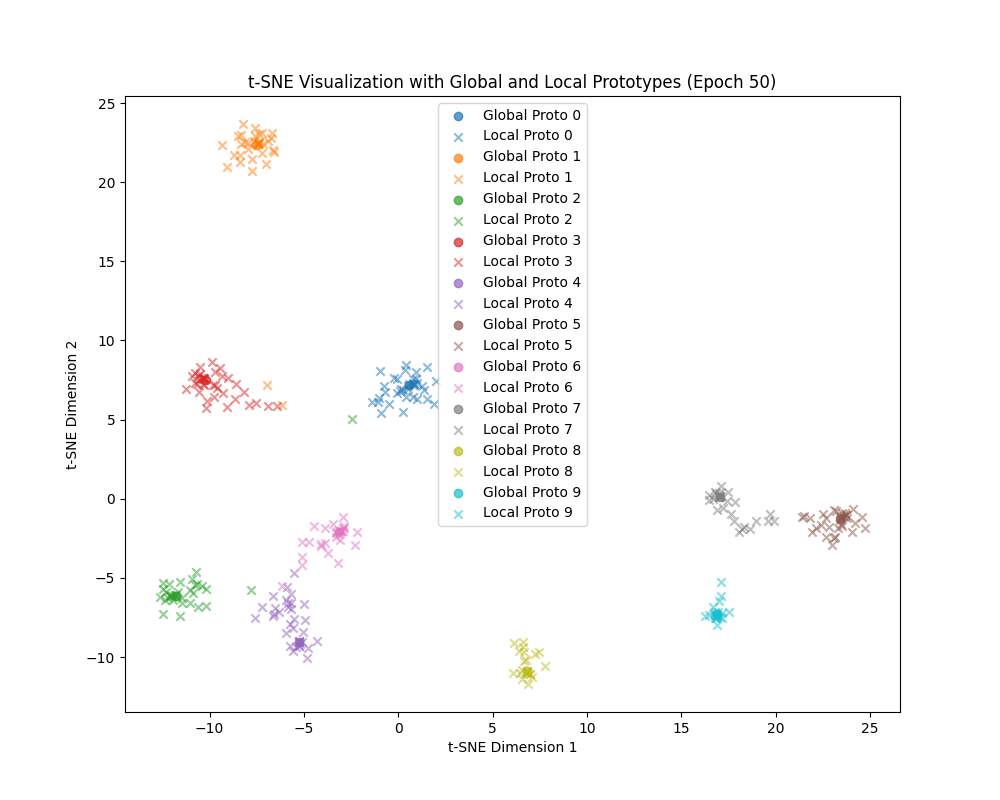 t-SNE Visualization with Global and Local Prototypes (Epoch 50)
Global Proto 0
Local Proto 0
Global Proto 1
Local Proto 1
Global Proto 2
Local Proto 2
Global Proto 3
Local Proto 3
Global Proto 4
Local Proto 4
Global Proto 5
Local Proto 5
Global Proto 6
Local Proto 6
Global Proto 7
Local Proto 7
Global Proto 8
Local Proto 8
Global Proto 9
Local Proto 9
t-SNE Dimension 2
25
20
15
10
5
0
−5
−10
−10
−5
0
5
10
15
20
25
t-SNE Dimension 1